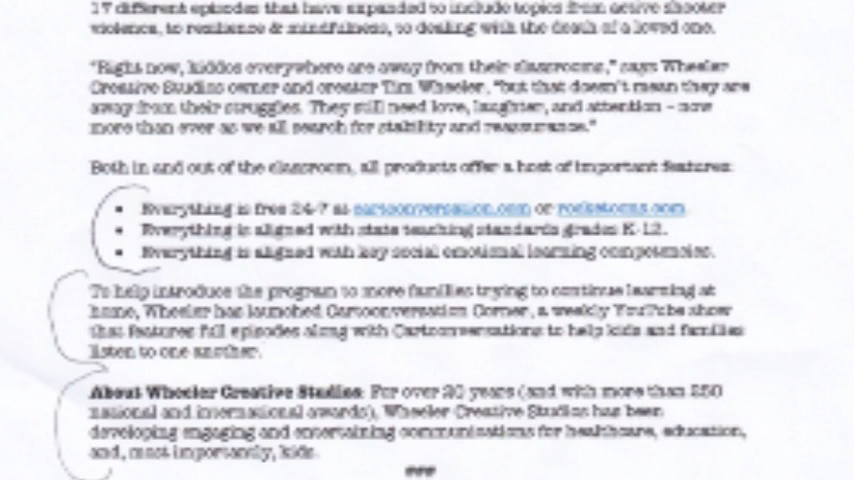 17 different episodes that have expanded to include topics from active shooter
violence, to resilience & mindfulness, to dealing with the death of a loved one.
"Right now, kiddos everywhere are away from their classrooms," says Wheeler
Creative Studios owner and creator Tim Wheeler, "but that doesn't mean they are
away from their struggles. They still need love, laughter, and attention – now
more than ever as we all search for stability and reassurance."
Both in and out of the classroom, all products offer a host of important features:
• Everything is free 24-7 at cartoonversation.com or
• Everything is aligned with state teaching standards grades K-12.
• Everything is aligned with key social emotional learning competencies.
To help introduce the program to more families trying to continue learning at
home, Wheeler has launched Cartoonversation Corner, a weekly YouTube show
that features full episodes along with Cartoonversations to help kids and families
listen to one another.
About Wheeler Creative Studios: For over 20 years (and with more than 250
national and international awards), Wheeler Creative Studios has been
developing engaging and entertaining communications for healthcare, education,
and, most importantly, kids.
###